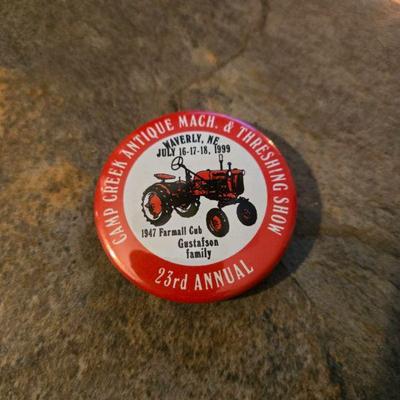 CAMP CREEK ANTIQUE MACH. & THRESHING SHOW
WAVERLY, NE
JULY 16-17-18, 1999
1947 Farmall Cub
Gustafson
family
23rd ANNUAL